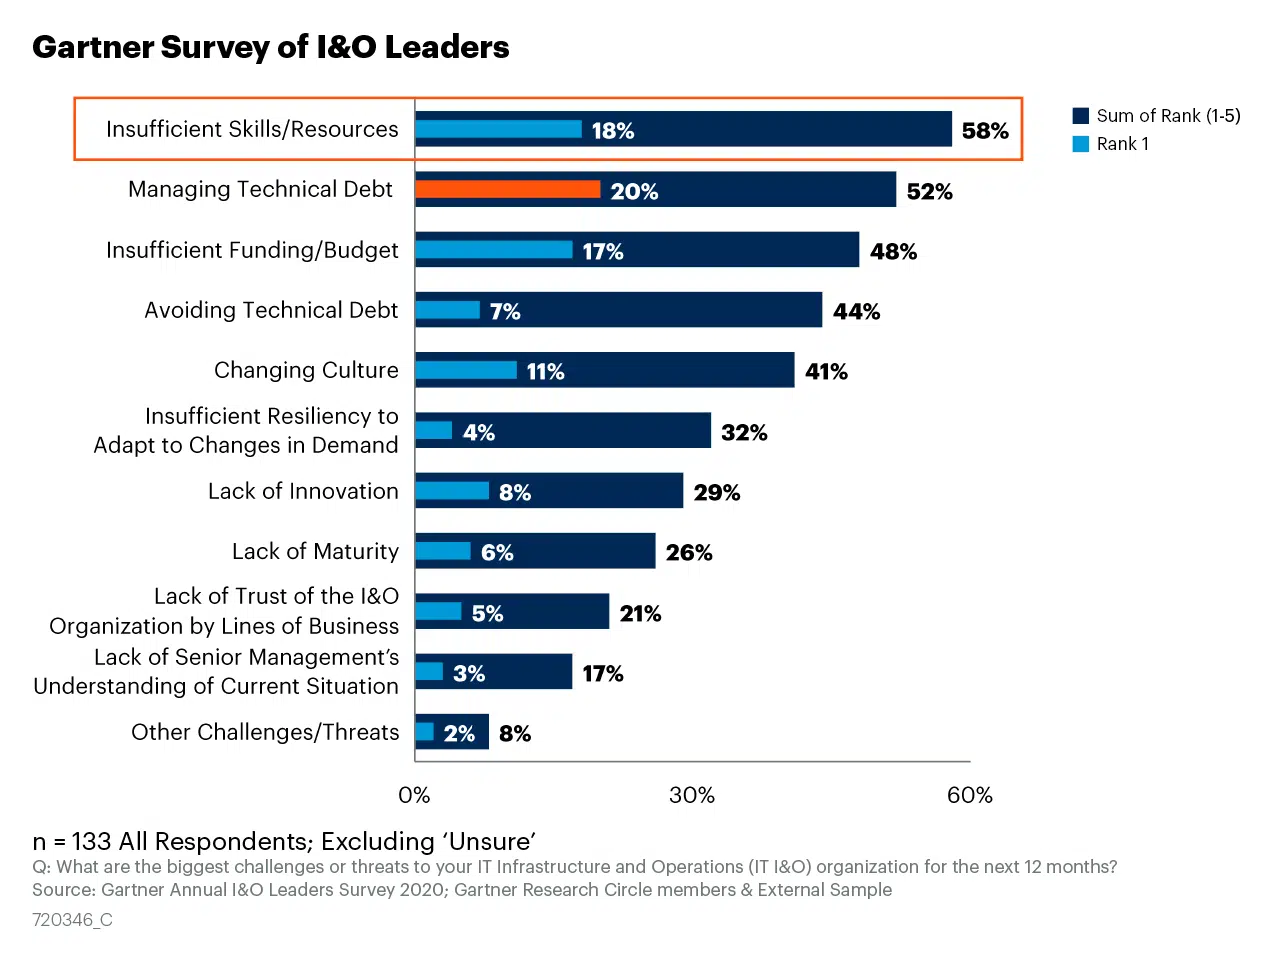 Gartner Survey of I&O Leaders
Sum of Rank (1-5)
Rank 1
Insufficient Skills/Resources 18% 58%
Managing Technical Debt 20% 52%
Insufficient Funding/Budget 17% 48%
Avoiding Technical Debt 7% 44%
Changing Culture 11% 41%
Insufficient Resiliency to
Adapt to Changes in Demand 4% 32%
Lack of Innovation 8% 29%
Lack of Maturity 6% 26%
Lack of Trust of the I&O
Organization by Lines of Business 5% 21%
Lack of Senior Management’s
Understanding of Current Situation 3% 17%
Other Challenges/Threats 2% 8%
0% 30% 60%
n = 133 All Respondents; Excluding ‘Unsure’
Q: What are the biggest challenges or threats to your IT Infrastructure and Operations (IT I&O) organization for the next 12 months?
Source: Gartner Annual I&O Leaders Survey 2020; Gartner Research Circle members & External Sample
720346_C